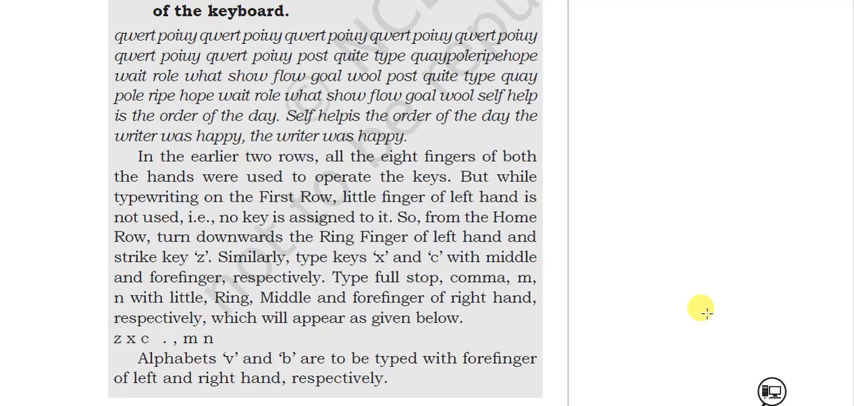 of the keyboard.
qwert poiuy qwert poiuy qwert poiuy qwert poiuy qwert poiuy
qwert poiuy qwert poiuy post quite type quaypoleripehope
wait role what show flow goal wool post quite type quay
pole ripe hope wait role what show flow goal wool self help
is the order of the day. Self helpis the order of the day the
writer was happy, the writer was happy.
In the earlier two rows, all the eight fingers of both
the hands were used to operate the keys. But while
typewriting on the First Row, little finger of left hand is
not used, i.e., no key is assigned to it. So, from the Home
Row, turn downwards the Ring Finger of left hand and
strike key ‘z’. Similarly, type keys ‘x’ and ‘c’ with middle
and forefinger, respectively. Type full stop, comma, m,
n with little, Ring, Middle and forefinger of right hand,
respectively, which will appear as given below.
z x c . , m n
Alphabets ‘v’ and ‘b’ are to be typed with forefinger
of left and right hand, respectively.